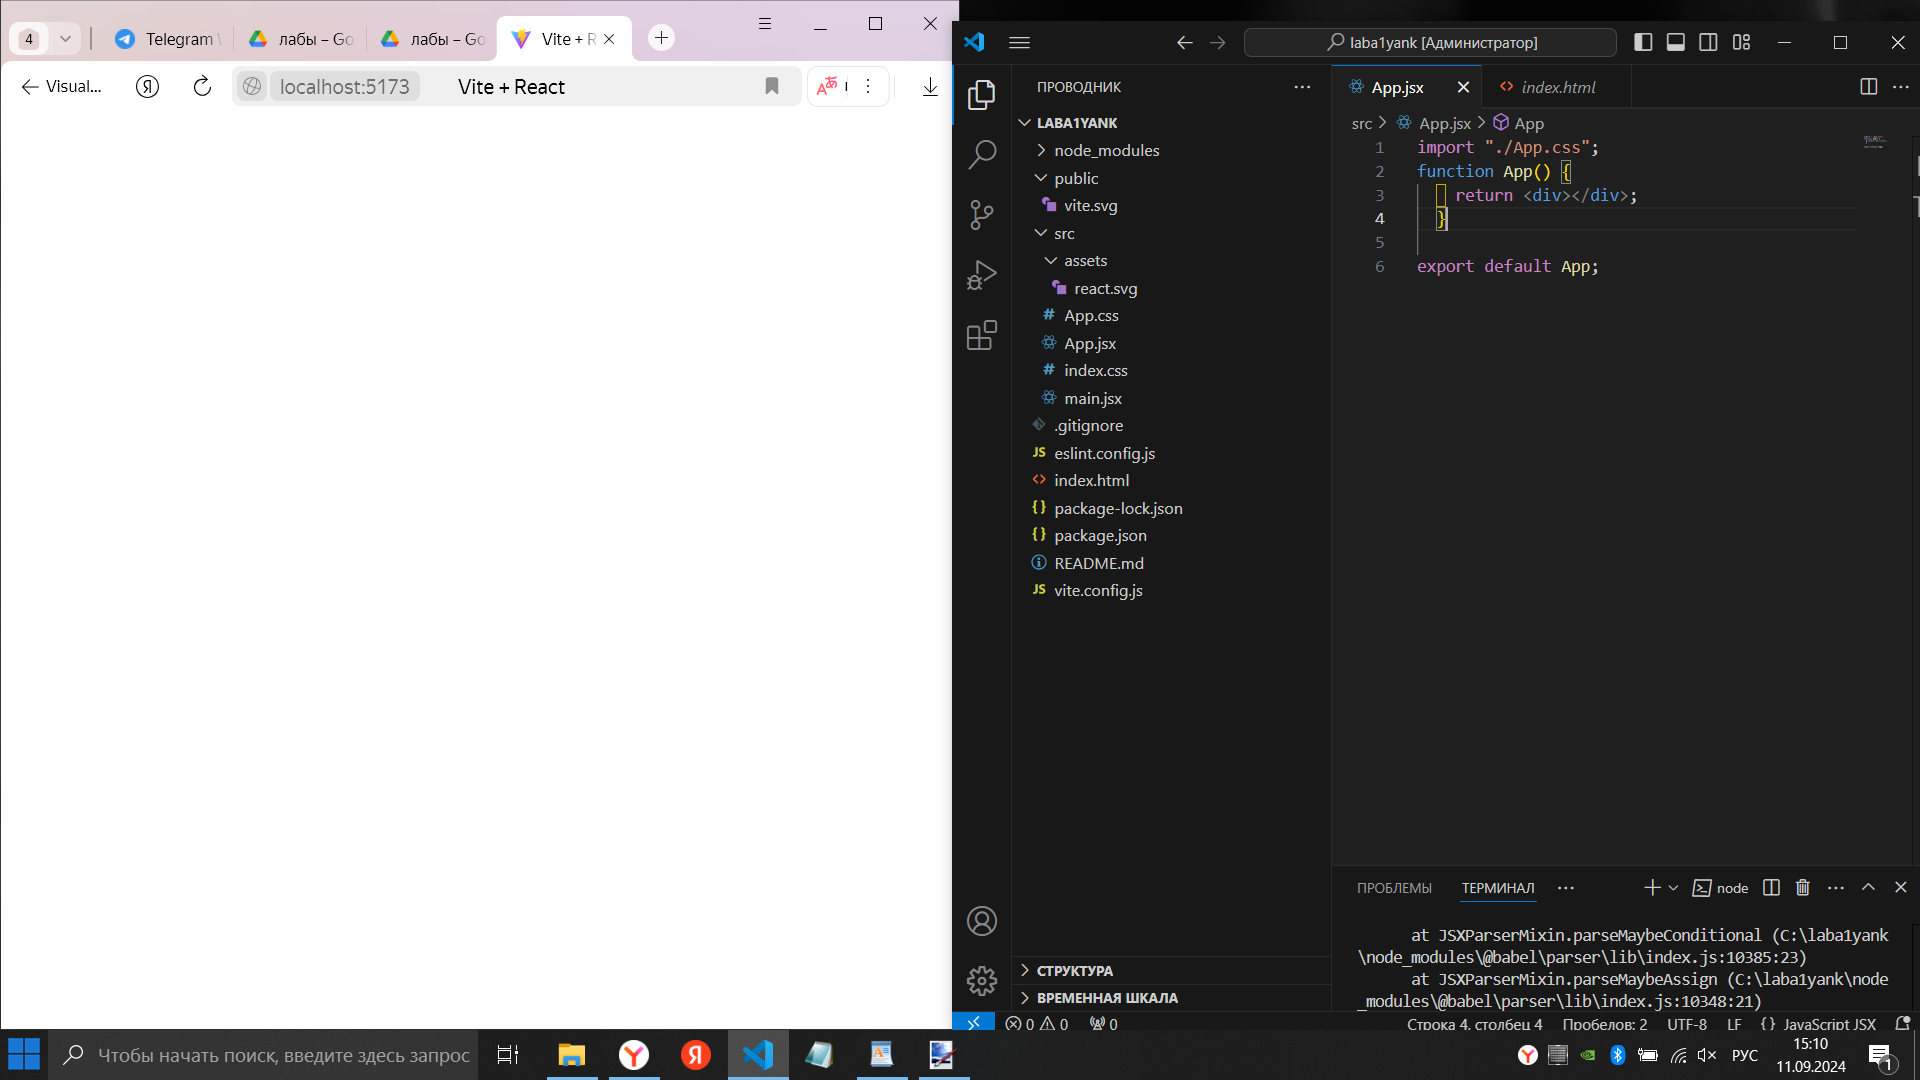 4
Telegram
лабы – Go
лабы – Go
Vite + R
Visual...
Я
localhost:5173
Vite + React
laba1yank [Администратор]
ПРОВОДНИК
LABA1YANK
node_modules
public
vite.svg
src
assets
react.svg
# App.css
App.jsx
# index.css
main.jsx
.gitignore
JS eslint.config.js
<> index.html
{} package-lock.json
{} package.json
README.md
JS vite.config.js
СТРУКТУРА
ВРЕМЕННАЯ ШКАЛА
App.jsx
<> index.html
src > App.jsx > App
1 import "./App.css";
2 function App() {
3 return <div></div>;
4 }
5
6 export default App;
ПРОБЛЕМЫ
ТЕРМИНАЛ
node
at JSXParserMixin.parseMaybeConditional (C:\laba1yank
\node_modules\@babel\parser\lib\index.js:10385:23)
at JSXParserMixin.parseMaybeAssign (C:\laba1yank\node
_modules\@babel\parser\lib\index.js:10348:21)
0 0 0
Строка 4, столбец 4
Пробелов: 2
UTF-8
LF
{} JavaScript JSX
Чтобы начать поиск, введите здесь запрос
Я
РУС
15:10
11.09.2024
1